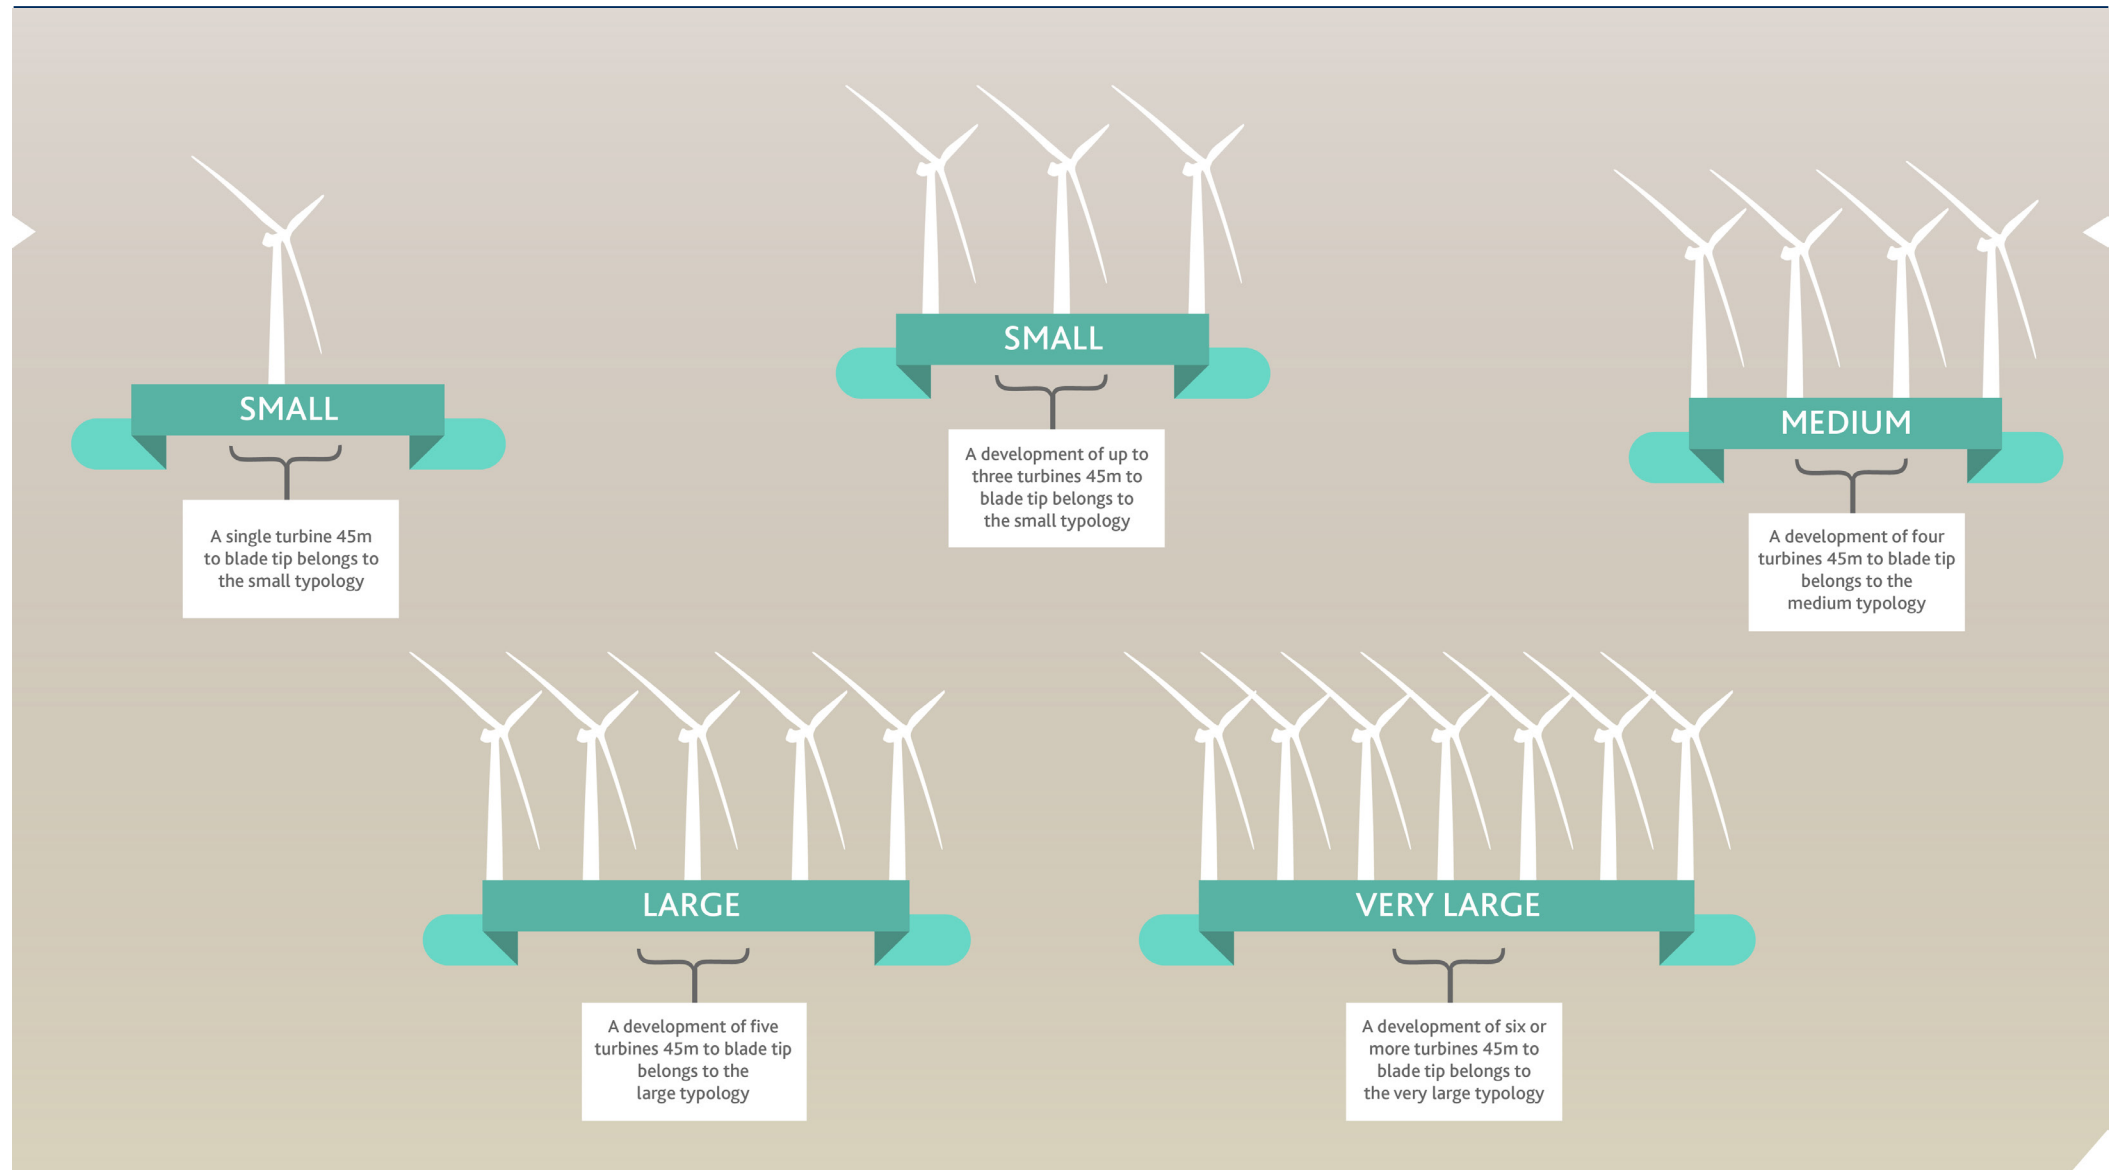 SMALL
A single turbine 45m
to blade tip belongs to
the small typology
SMALL
A development of up to
three turbines 45m to
blade tip belongs to
the small typology
MEDIUM
A development of four
turbines 45m to blade tip
belongs to the
medium typology
LARGE
A development of five
turbines 45m to blade tip
belongs to the
large typology
VERY LARGE
A development of six or
more turbines 45m to
blade tip belongs to
the very large typology